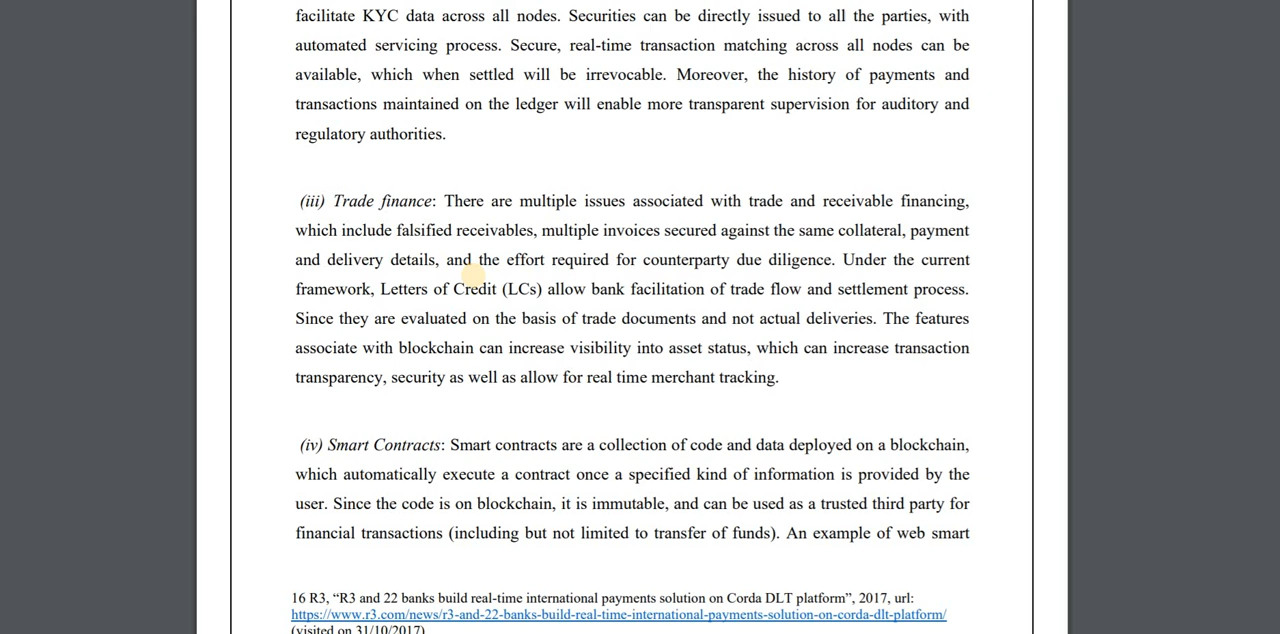 facilitate KYC data across all nodes. Securities can be directly issued to all the parties, with
automated servicing process. Secure, real-time transaction matching across all nodes can be
available, which when settled will be irrevocable. Moreover, the history of payments and
transactions maintained on the ledger will enable more transparent supervision for auditory and
regulatory authorities.
(iii) Trade finance: There are multiple issues associated with trade and receivable financing,
which include falsified receivables, multiple invoices secured against the same collateral, payment
and delivery details, and the effort required for counterparty due diligence. Under the current
framework, Letters of Credit (LCs) allow bank facilitation of trade flow and settlement process.
Since they are evaluated on the basis of trade documents and not actual deliveries. The features
associate with blockchain can increase visibility into asset status, which can increase transaction
transparency, security as well as allow for real time merchant tracking.
(iv) Smart Contracts: Smart contracts are a collection of code and data deployed on a blockchain,
which automatically execute a contract once a specified kind of information is provided by the
user. Since the code is on blockchain, it is immutable, and can be used as a trusted third party for
financial transactions (including but not limited to transfer of funds). An example of web smart
16 R3, “R3 and 22 banks build real-time international payments solution on Corda DLT platform”, 2017, url:
https://www.r3.com/news/r3-and-22-banks-build-real-time-international-payments-solution-on-corda-dlt-platform/
(visited on 31/10/2017)